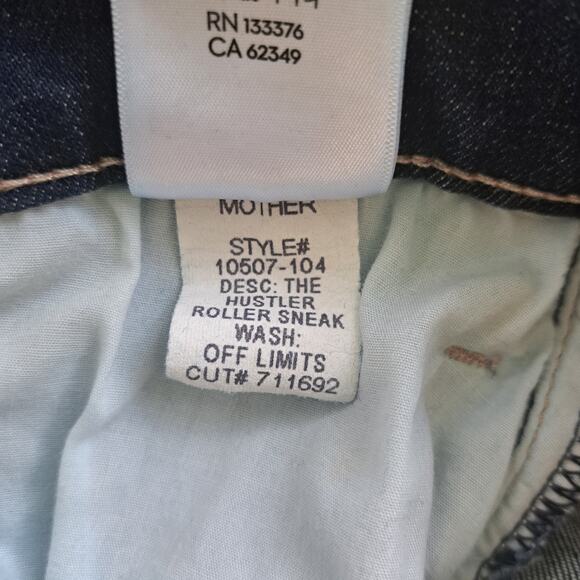 RN 133376
CA 62349
MOTHER
STYLE#
10507-104
DESC: THE
HUSTLER
ROLLER SNEAK
WASH:
OFF LIMITS
CUT# 711692